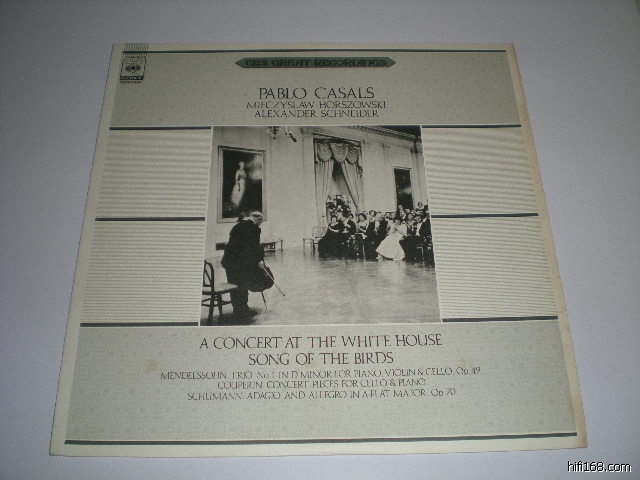 CBS GREAT RECORDINGS
CBS
SONY
PABLO CASALS
MIECZYSLAW HORSZOWSKI
ALEXANDER SCHNEIDER
A CONCERT AT THE WHITE HOUSE
SONG OF THE BIRDS
MENDELSSOHN: TRIO No.1 IN D MINOR FOR PIANO, VIOLIN & CELLO, Op. 49
COUPERIN: CONCERT PIECES FOR CELLO & PIANO
SCHUMANN: ADAGIO AND ALLEGRO IN A FLAT MAJOR, Op. 70
hifi168.com